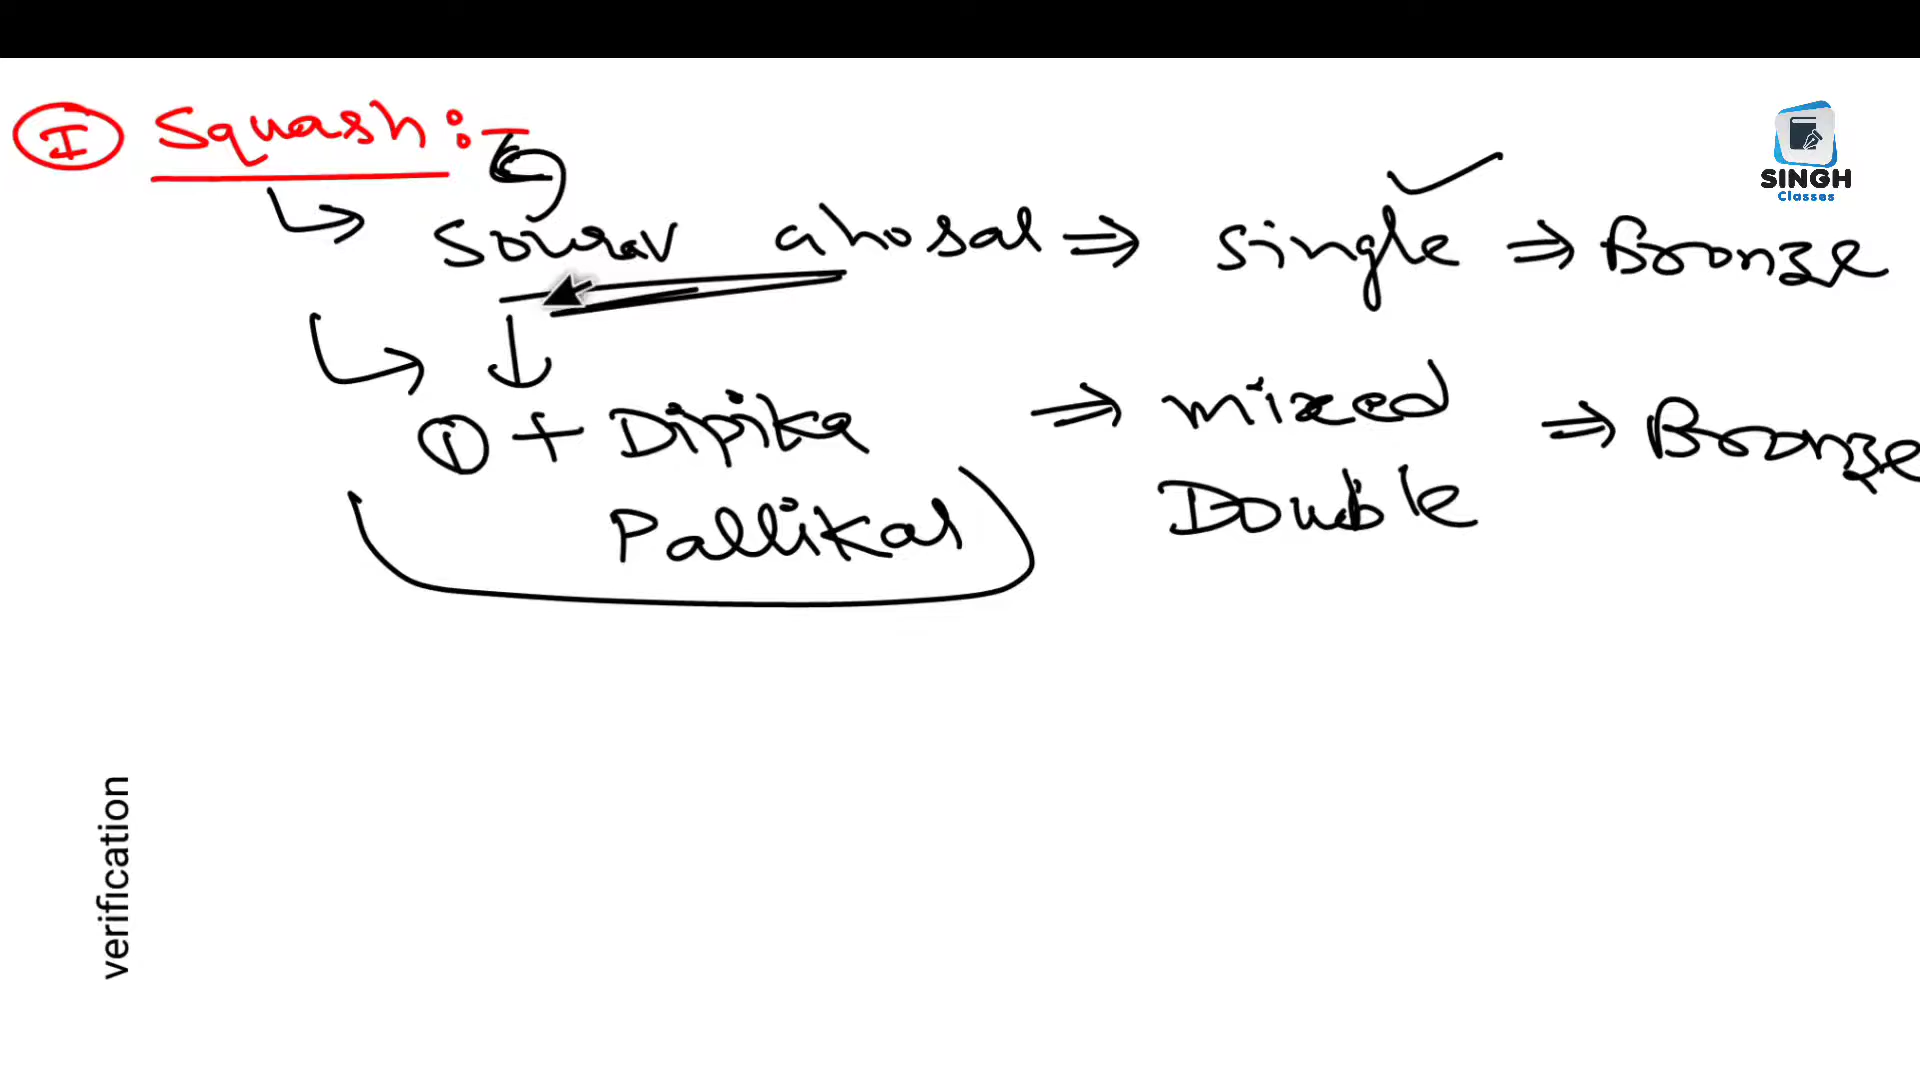 I Squash :-
Sourav Ghosal ⇒ single ⇒ Bronze
① + Dipika ⇒ mixed ⇒ Bronze
Pallikal Double
SINGH
Classes
verification